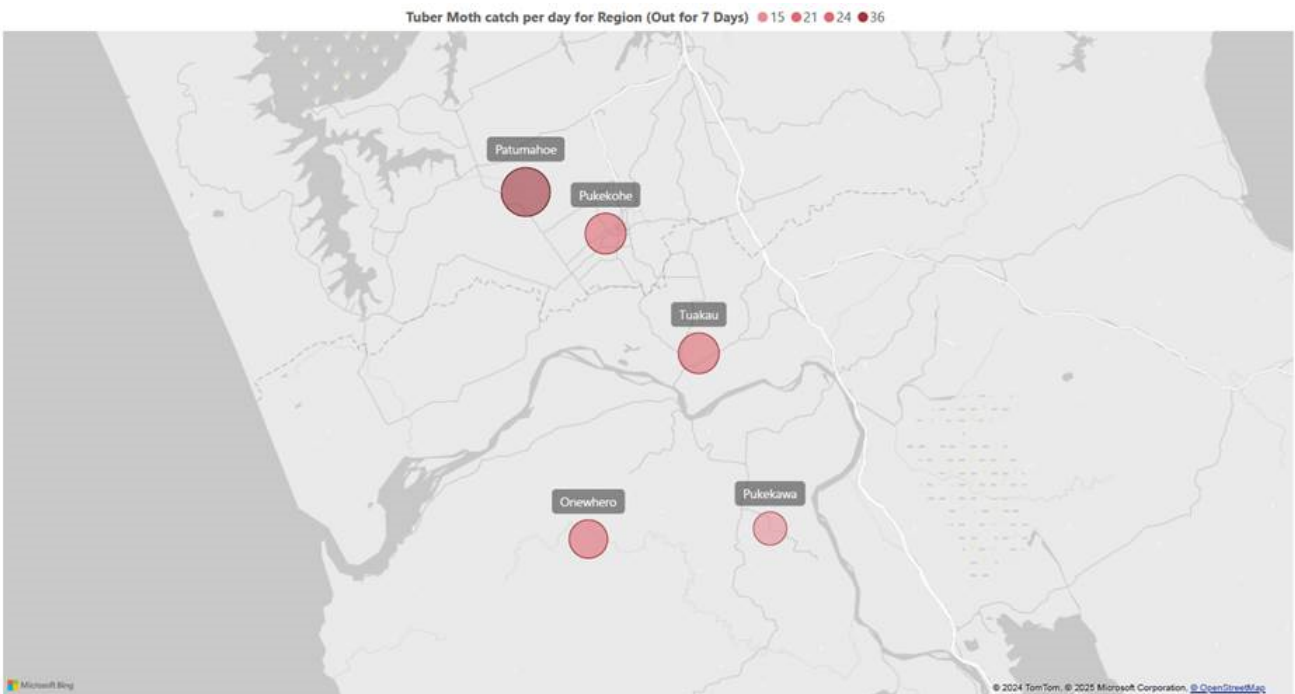 Tuber Moth catch per day for Region (Out for 7 Days) 15 21 24 36
Patumahoe
Pukekohe
Tuakau
Onewhero
Pukekawa
Microsoft Bing
© 2024 TomTom, © 2025 Microsoft Corporation, © OpenStreetMap